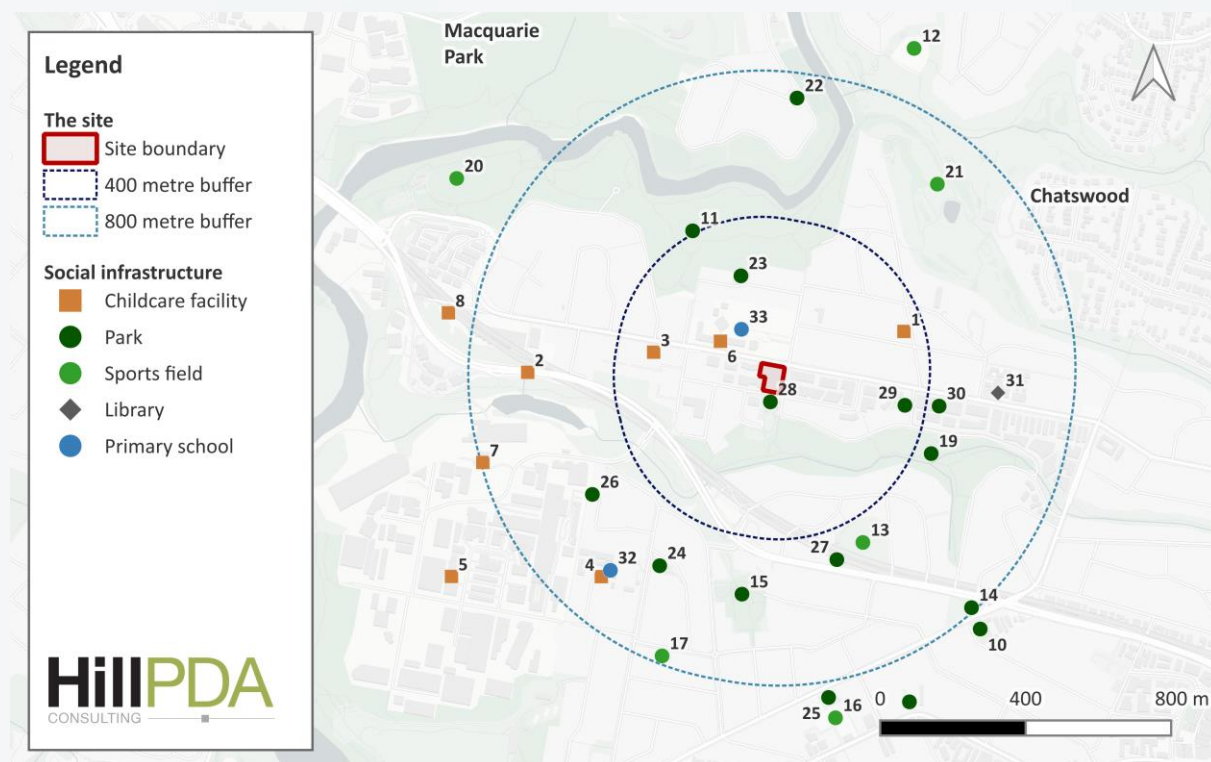 Legend
The site
Site boundary
400 metre buffer
800 metre buffer
Social infrastructure
Childcare facility
Park
Sports field
Library
Primary school
HillPDA
CONSULTING
Macquarie
Park
12
22
20
21
Chatswood
11
23
8
33
1
3
6
2
31
28
29
30
19
7
26
13
27
24
32
4
5
15
14
10
17
25
16
0
400
800 m